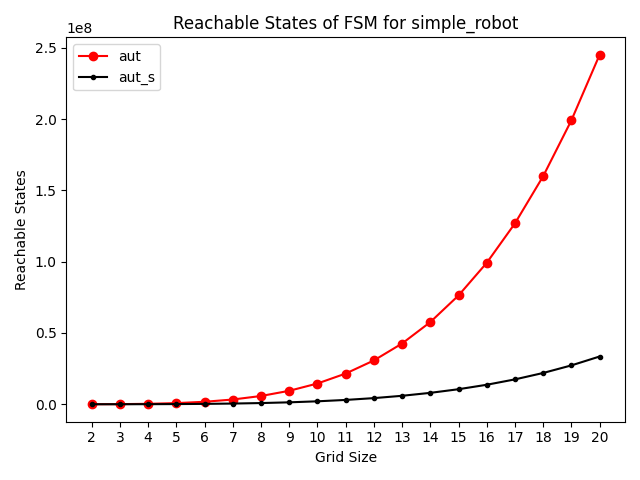 Reachable States of FSM for simple_robot
1e8
aut
aut_s
2.5
2.0
1.5
1.0
0.5
0.0
Reachable States
2 3 4 5 6 7 8 9 10 11 12 13 14 15 16 17 18 19 20
Grid Size